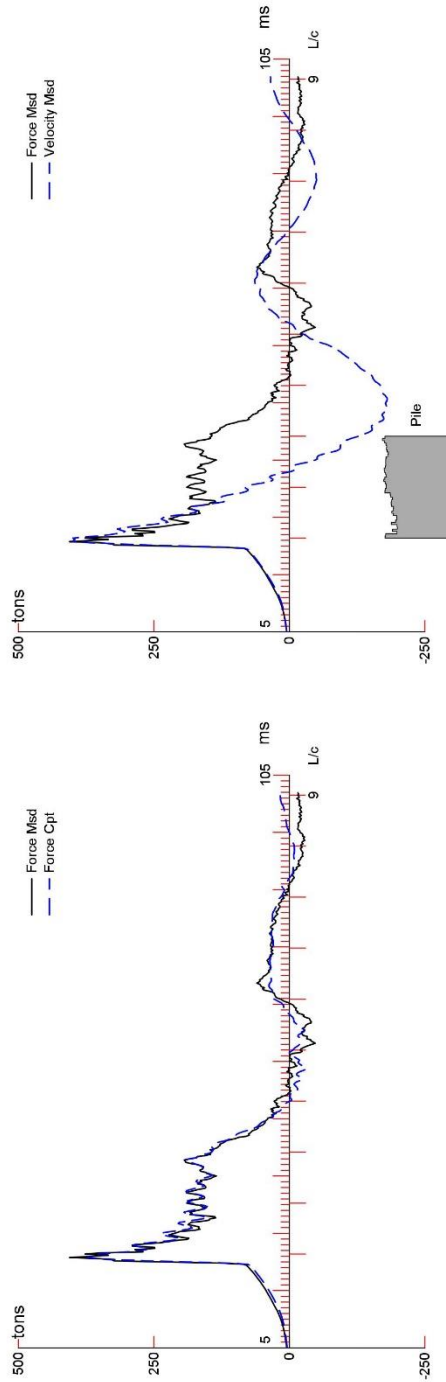 500 tons
250
0
-250
5
105
ms
9
L/c
Force Msd
Force Cpt
500 tons
250
0
-250
5
105
ms
9
L/c
Force Msd
Velocity Msd
Pile